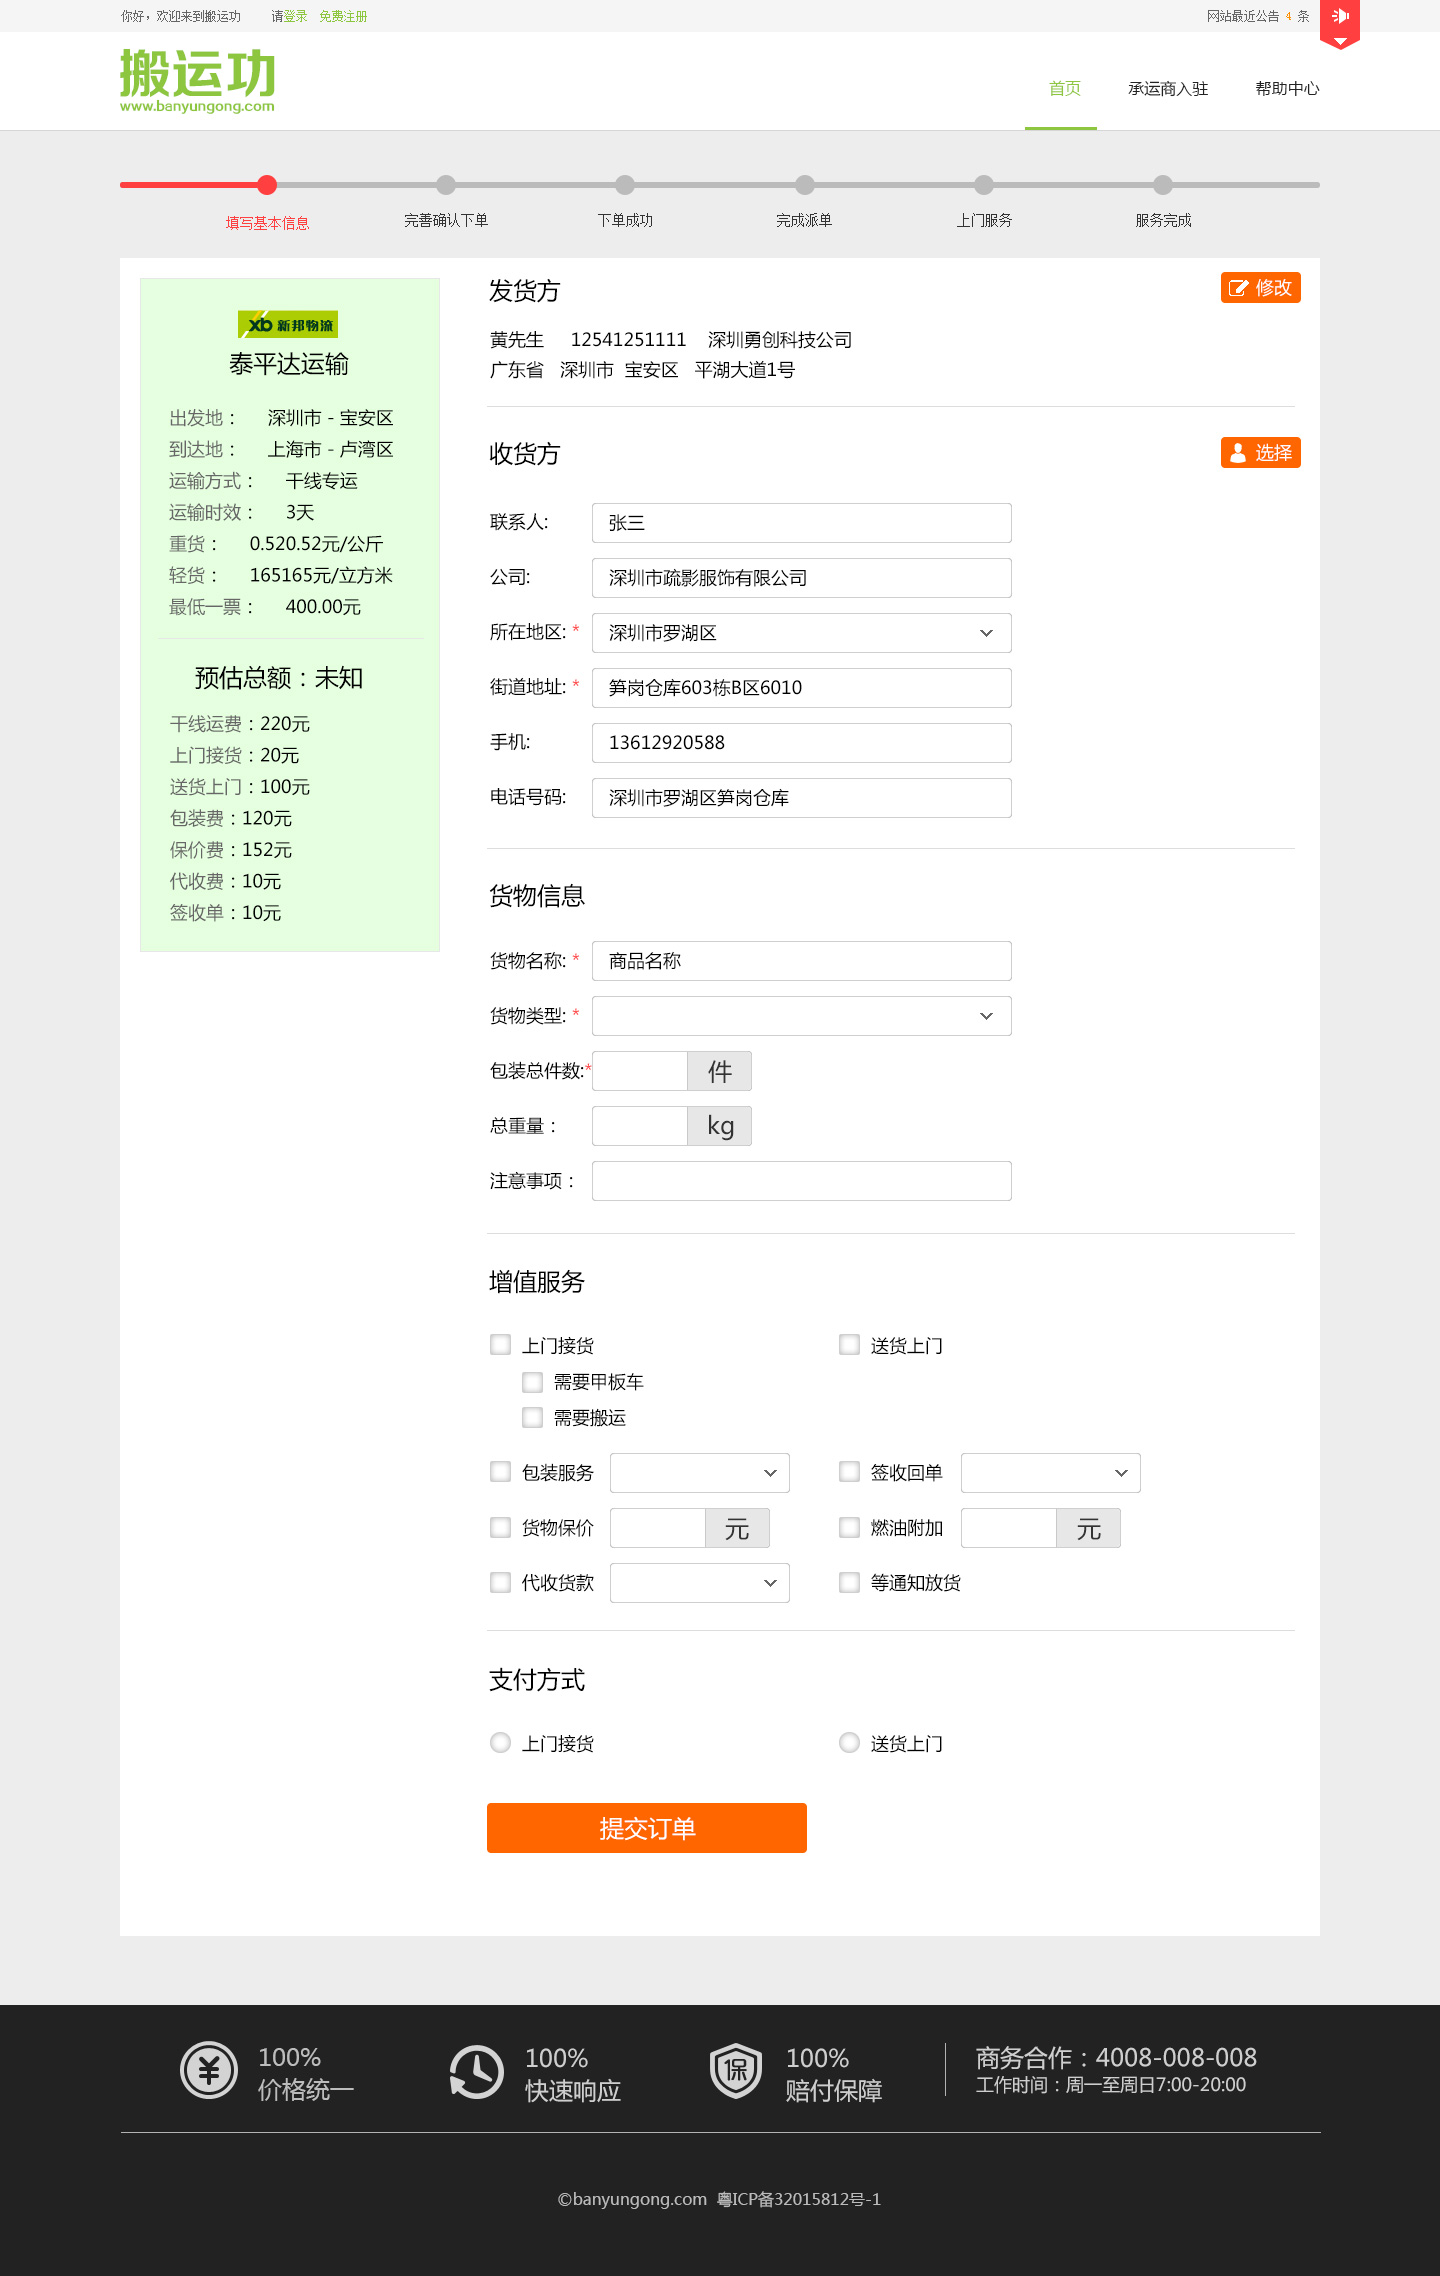 你好，欢迎来到搬运功 请登录 免费注册 网站最近公告 4 条
搬运功
www.banyungong.com
首页 承运商入驻 帮助中心
填写基本信息 完善确认下单 下单成功 完成派单 上门服务 服务完成
xb 新邦物流
泰平达运输
出发地： 深圳市 - 宝安区
到达地： 上海市 - 卢湾区
运输方式： 干线专运
运输时效： 3天
重货： 0.520.52元/公斤
轻货： 165165元/立方米
最低一票： 400.00元
预估总额：未知
干线运费：220元
上门接货：20元
送货上门：100元
包装费：120元
保价费：152元
代收费：10元
签收单：10元
发货方 修改
黄先生 12541251111 深圳勇创科技公司
广东省 深圳市 宝安区 平湖大道1号
收货方 选择
联系人: 张三
公司: 深圳市疏影服饰有限公司
所在地区: * 深圳市罗湖区
街道地址: * 笋岗仓库603栋B区6010
手机: 13612920588
电话号码: 深圳市罗湖区笋岗仓库
货物信息
货物名称: * 商品名称
货物类型: *
包装总件数:* 件
总重量： kg
注意事项：
增值服务
上门接货 送货上门
需要甲板车
需要搬运
包装服务 签收回单
货物保价 元 燃油附加 元
代收货款 等通知放货
支付方式
上门接货 送货上门
提交订单
100%
价格统一
100%
快速响应
保
100%
赔付保障
商务合作：4008-008-008
工作时间：周一至周日7:00-20:00
©banyungong.com 粤ICP备32015812号-1